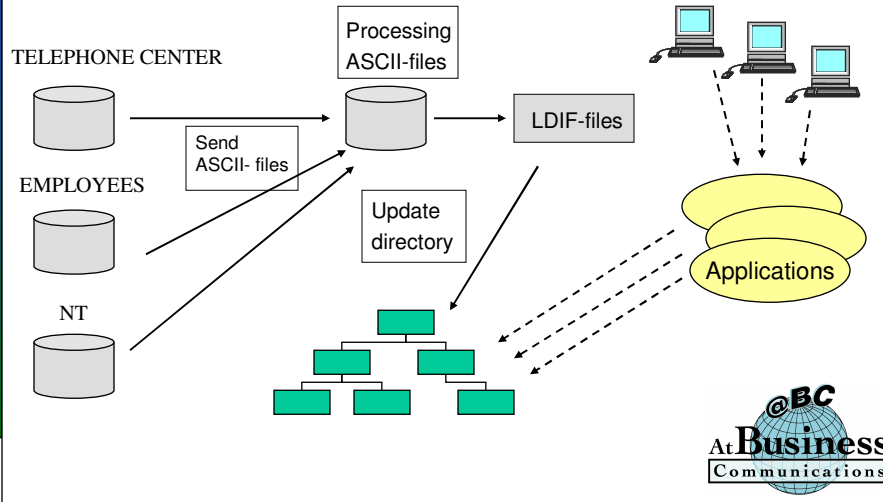 Processing
ASCII-files
TELEPHONE CENTER
Send
ASCII- files
LDIF-files
EMPLOYEES
Update
directory
Applications
NT
@BC
At Business
Communications